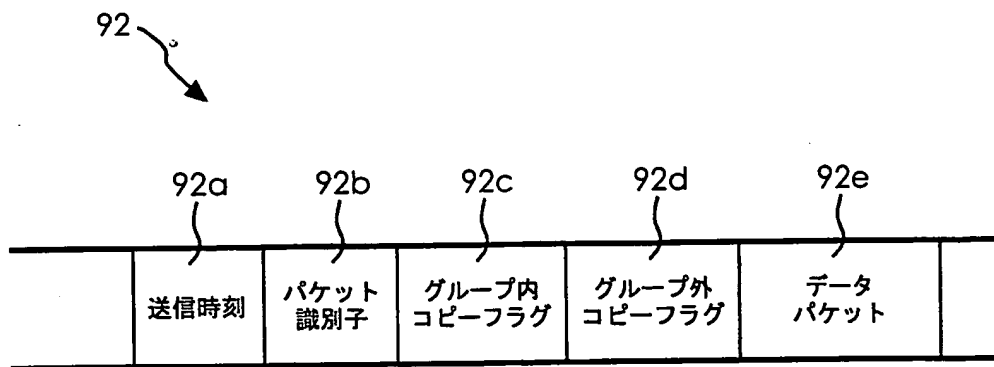 92
92a
92b
92c
92d
92e
送信時刻
パケット
識別子
グループ内
コピーフラグ
グループ外
コピーフラグ
データ
パケット